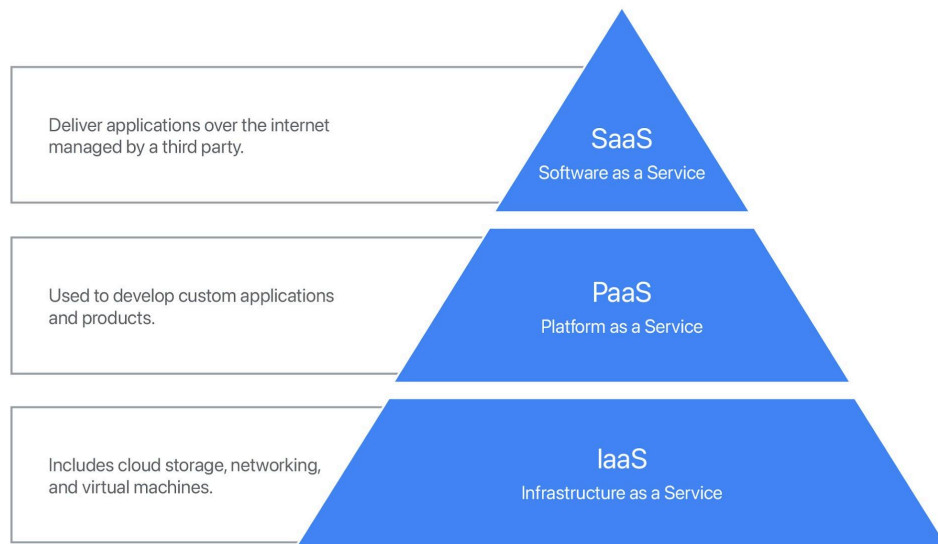 Deliver applications over the internet
managed by a third party.
SaaS
Software as a Service
Used to develop custom applications
and products.
PaaS
Platform as a Service
Includes cloud storage, networking,
and virtual machines.
IaaS
Infrastructure as a Service